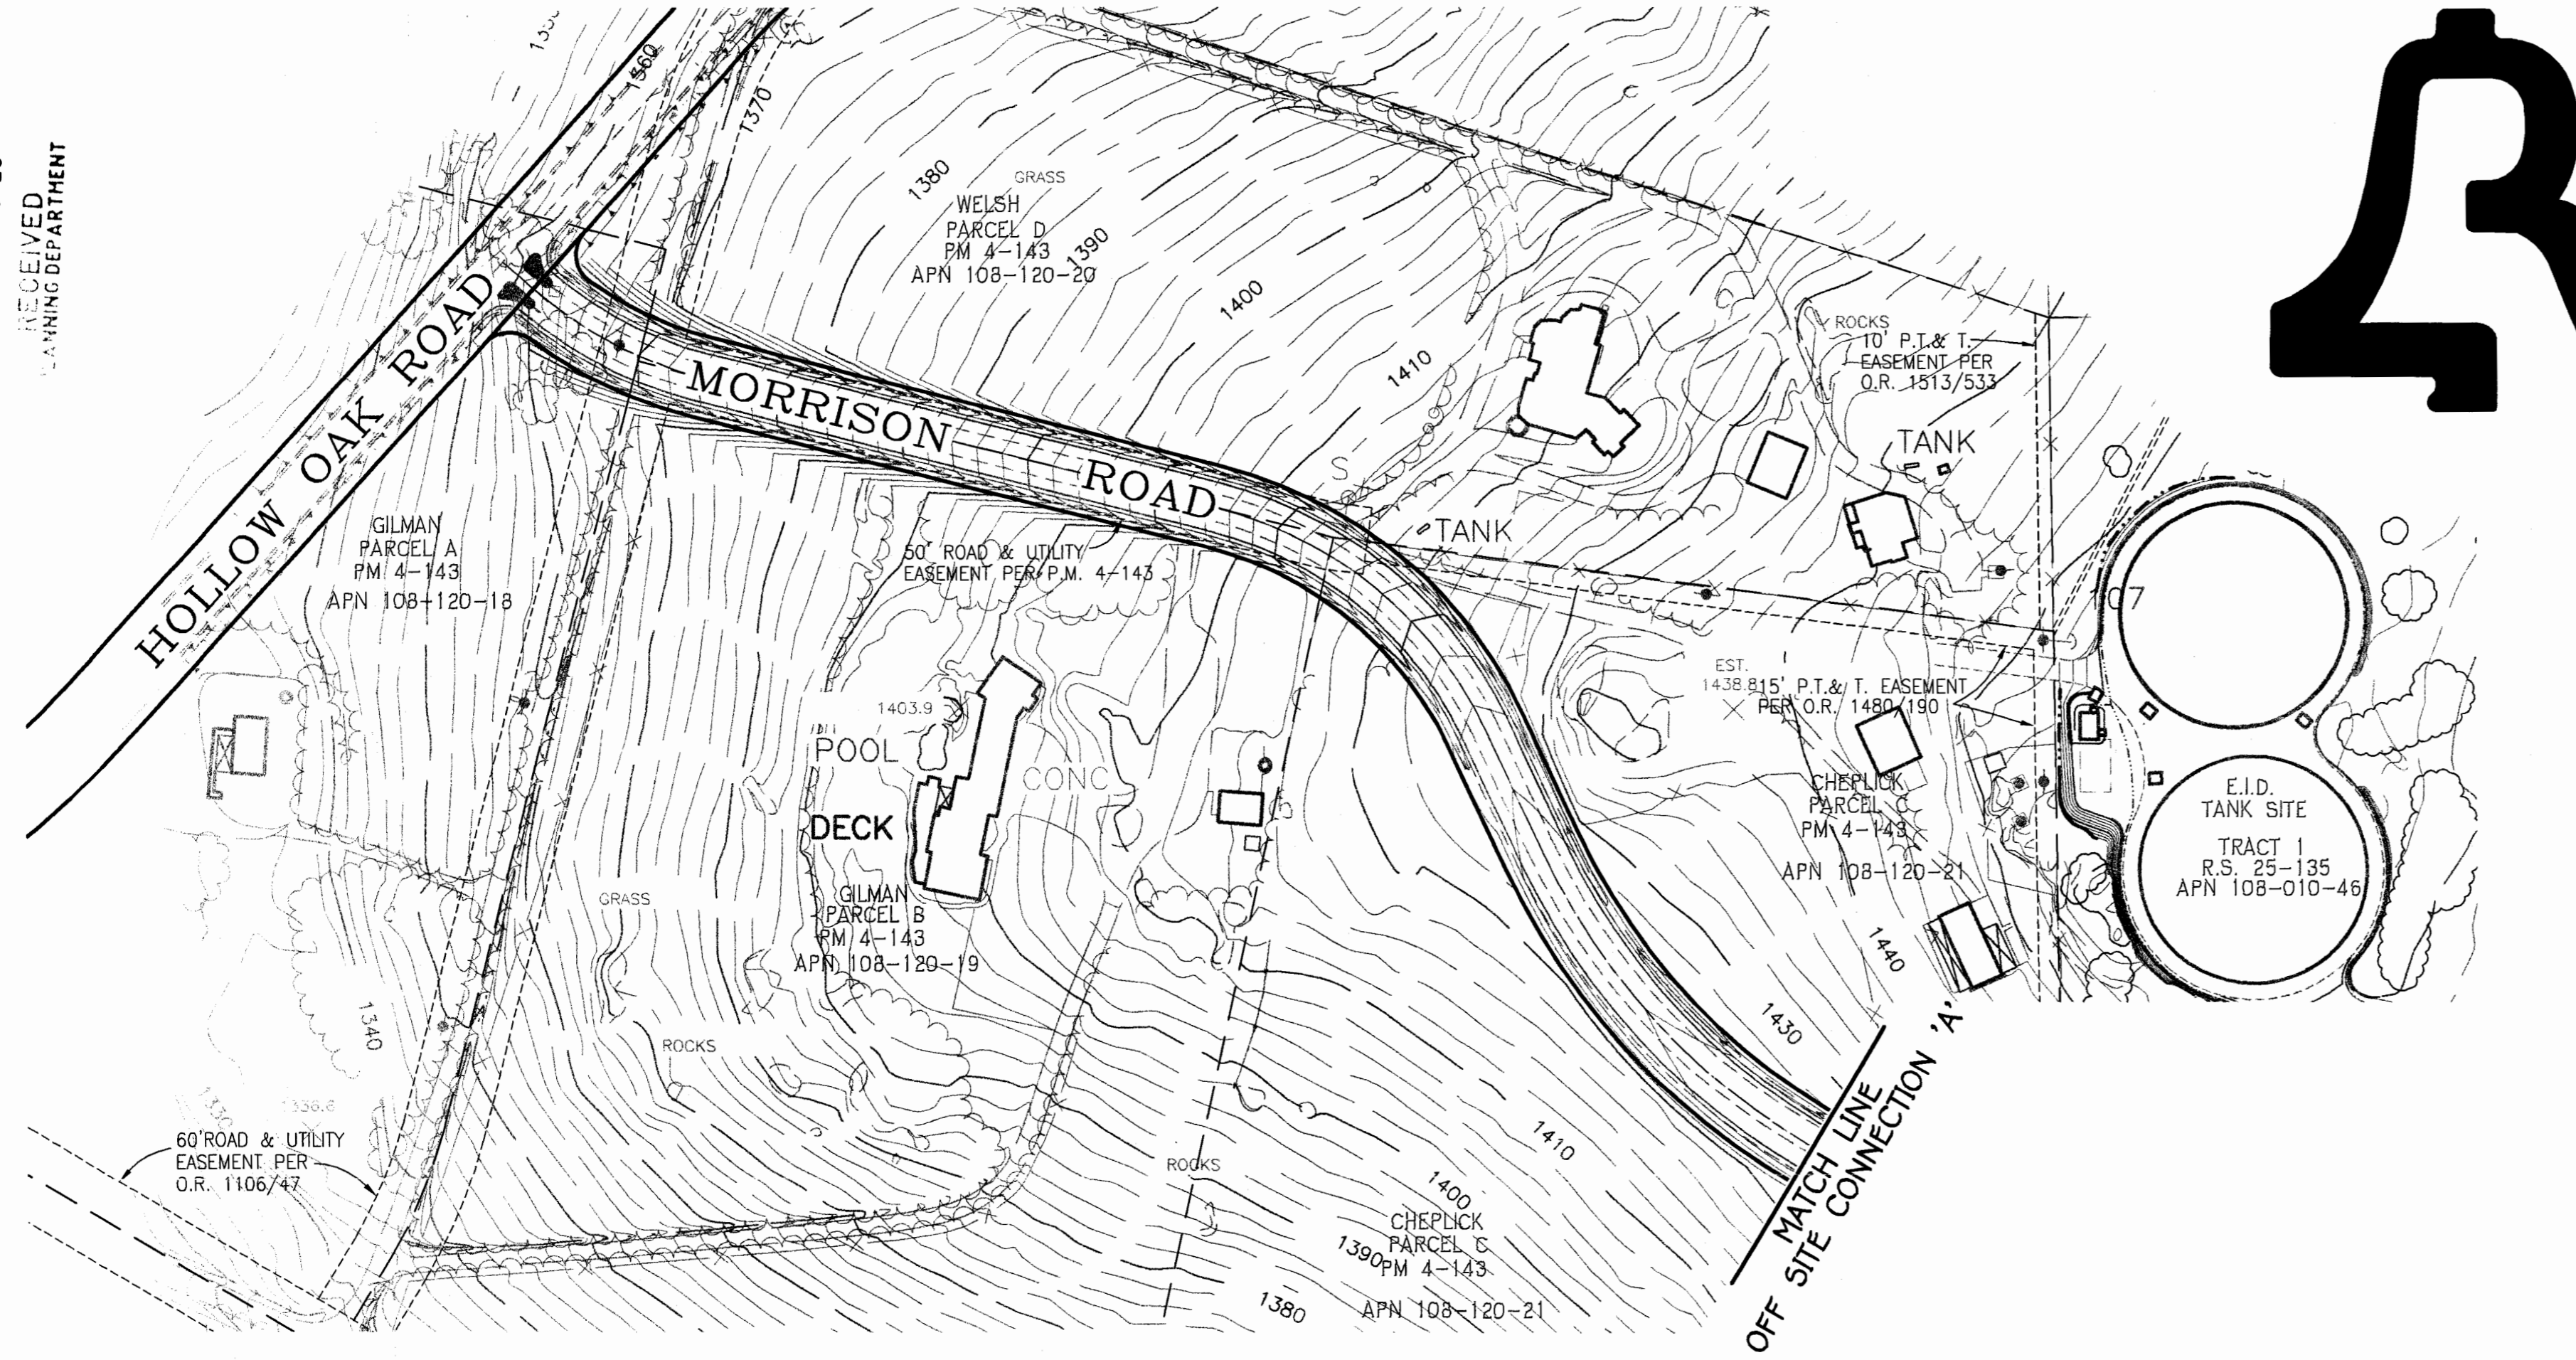 RECEIVED
PLANNING DEPARTMENT
1360
1370
1380
GRASS
WELSH
PARCEL D
PM 4-143
APN 108-120-20
1390
1400
1410
HOLLOW OAK ROAD
MORRISON ROAD
ROCKS
10' P.T.& T.
EASEMENT PER
O.R. 1513/533
TANK
S
TANK
GILMAN
PARCEL A
PM 4-143
APN 108-120-18
50' ROAD & UTILITY
EASEMENT PER P.M. 4-143
EST.
1438.8
15' P.T.& T. EASEMENT
PER O.R. 1480/190
1403.9
POOL
CONC
DECK
GILMAN
PARCEL B
PM 4-143
APN 108-120-19
GRASS
CHEPLICK
PARCEL C
PM 4-143
APN 108-120-21
E.I.D.
TANK SITE
TRACT 1
R.S. 25-135
APN 108-010-46
1440
1430
1340
ROCKS
1336.6
60' ROAD & UTILITY
EASEMENT PER
O.R. 1106/47
ROCKS
1410
1400
1390
1380
CHEPLICK
PARCEL C
PM 4-143
APN 108-120-21
MATCH LINE
OFF SITE CONNECTION 'A'